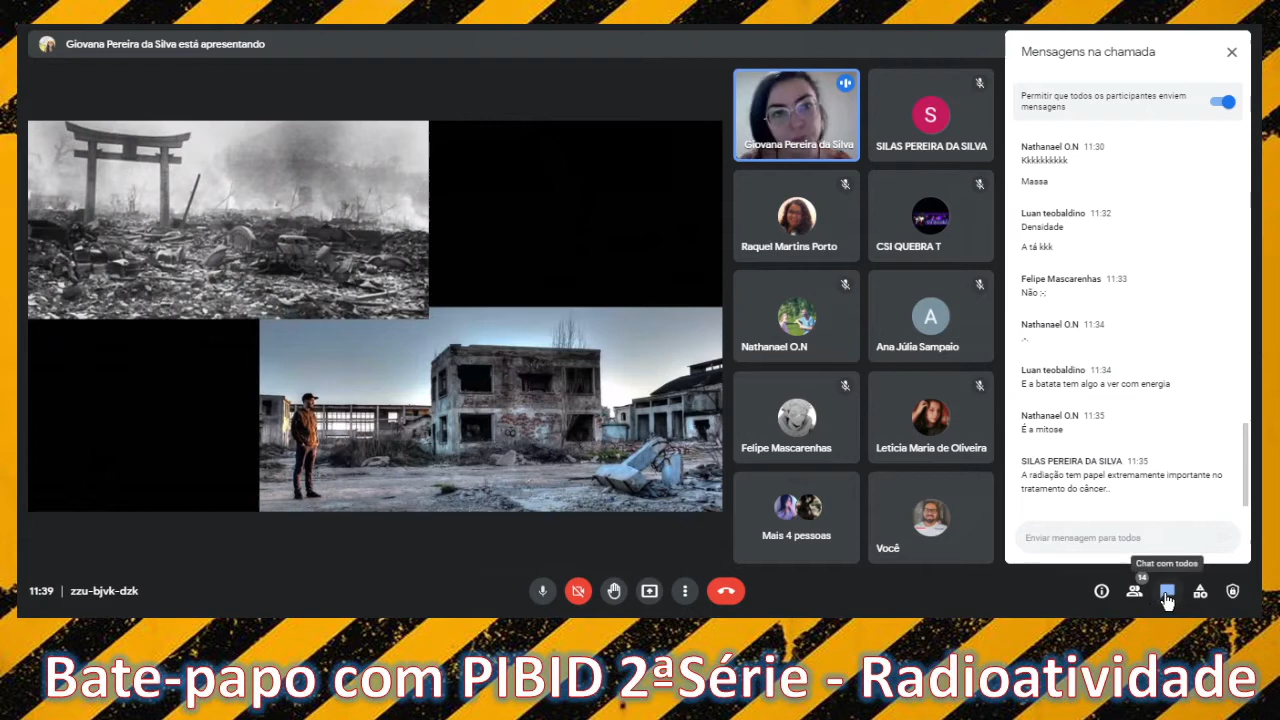 Giovana Pereira da Silva está apresentando
Giovana Pereira da Silva
S
SILAS PEREIRA DA SILVA
Raquel Martins Porto
CSI QUEBRA T
Nathanael O.N
A
Ana Júlia Sampaio
Felipe Mascarenhas
Leticia Maria de Oliveira
Mais 4 pessoas
Você
Mensagens na chamada
Permitir que todos os participantes enviem
mensagens
Nathanael O.N 11:30
Kkkkkkkkkk
Massa
Luan teobaldino 11:32
Densidade
A tá kkk
Felipe Mascarenhas 11:33
Não :-;
Nathanael O.N 11:34
.-.
Luan teobaldino 11:34
E a batata tem algo a ver com energia
Nathanael O.N 11:35
É a mitose
SILAS PEREIRA DA SILVA 11:35
A radiação tem papel extremamente importante no
tratamento do câncer..
Enviar mensagem para todos
Chat com todos
14
11:39 | zzu-bjvk-dzk
Bate-papo com PIBID 2ªSérie - Radioatividade